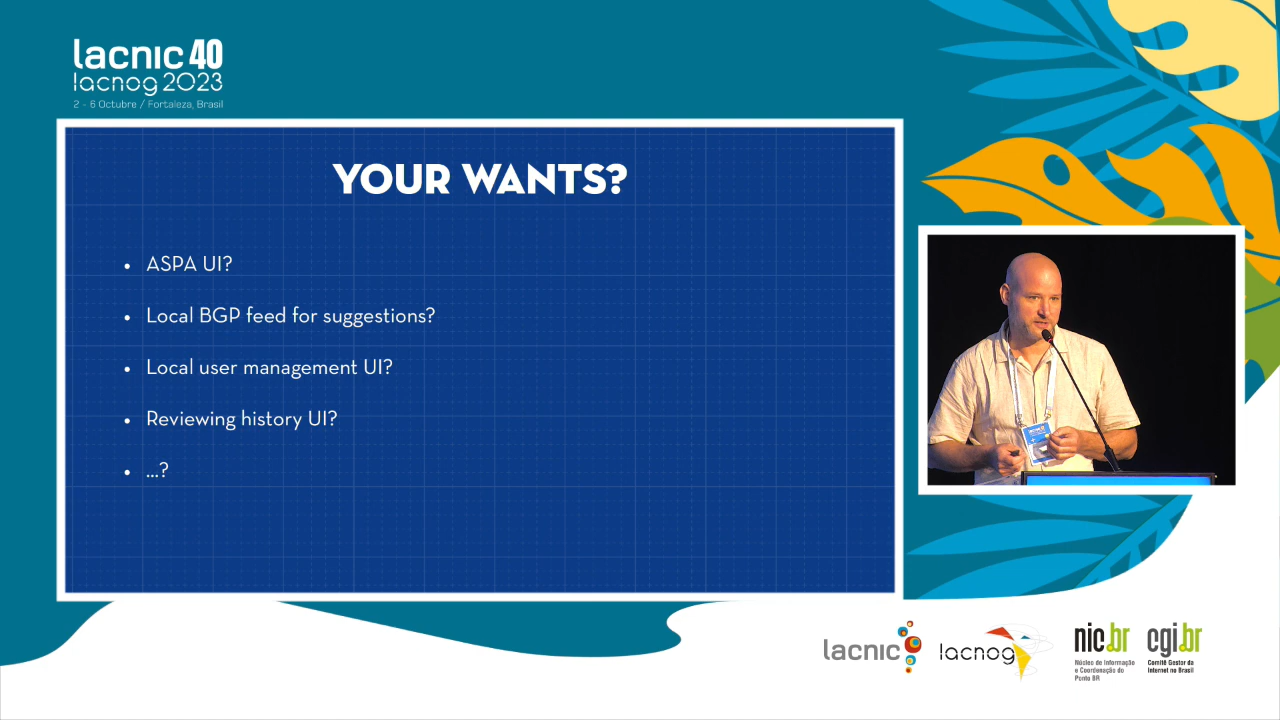 lacnic 40
lacnog 2023
2 - 6 Octubre / Fortaleza, Brasil
YOUR WANTS?
• ASPA UI?
• Local BGP feed for suggestions?
• Local user management UI?
• Reviewing history UI?
• ...?
lacnic
lacnog
nic.br
Núcleo de Informação
e Coordenação do
Ponto BR
cgi.br
Comitê Gestor da
Internet no Brasil